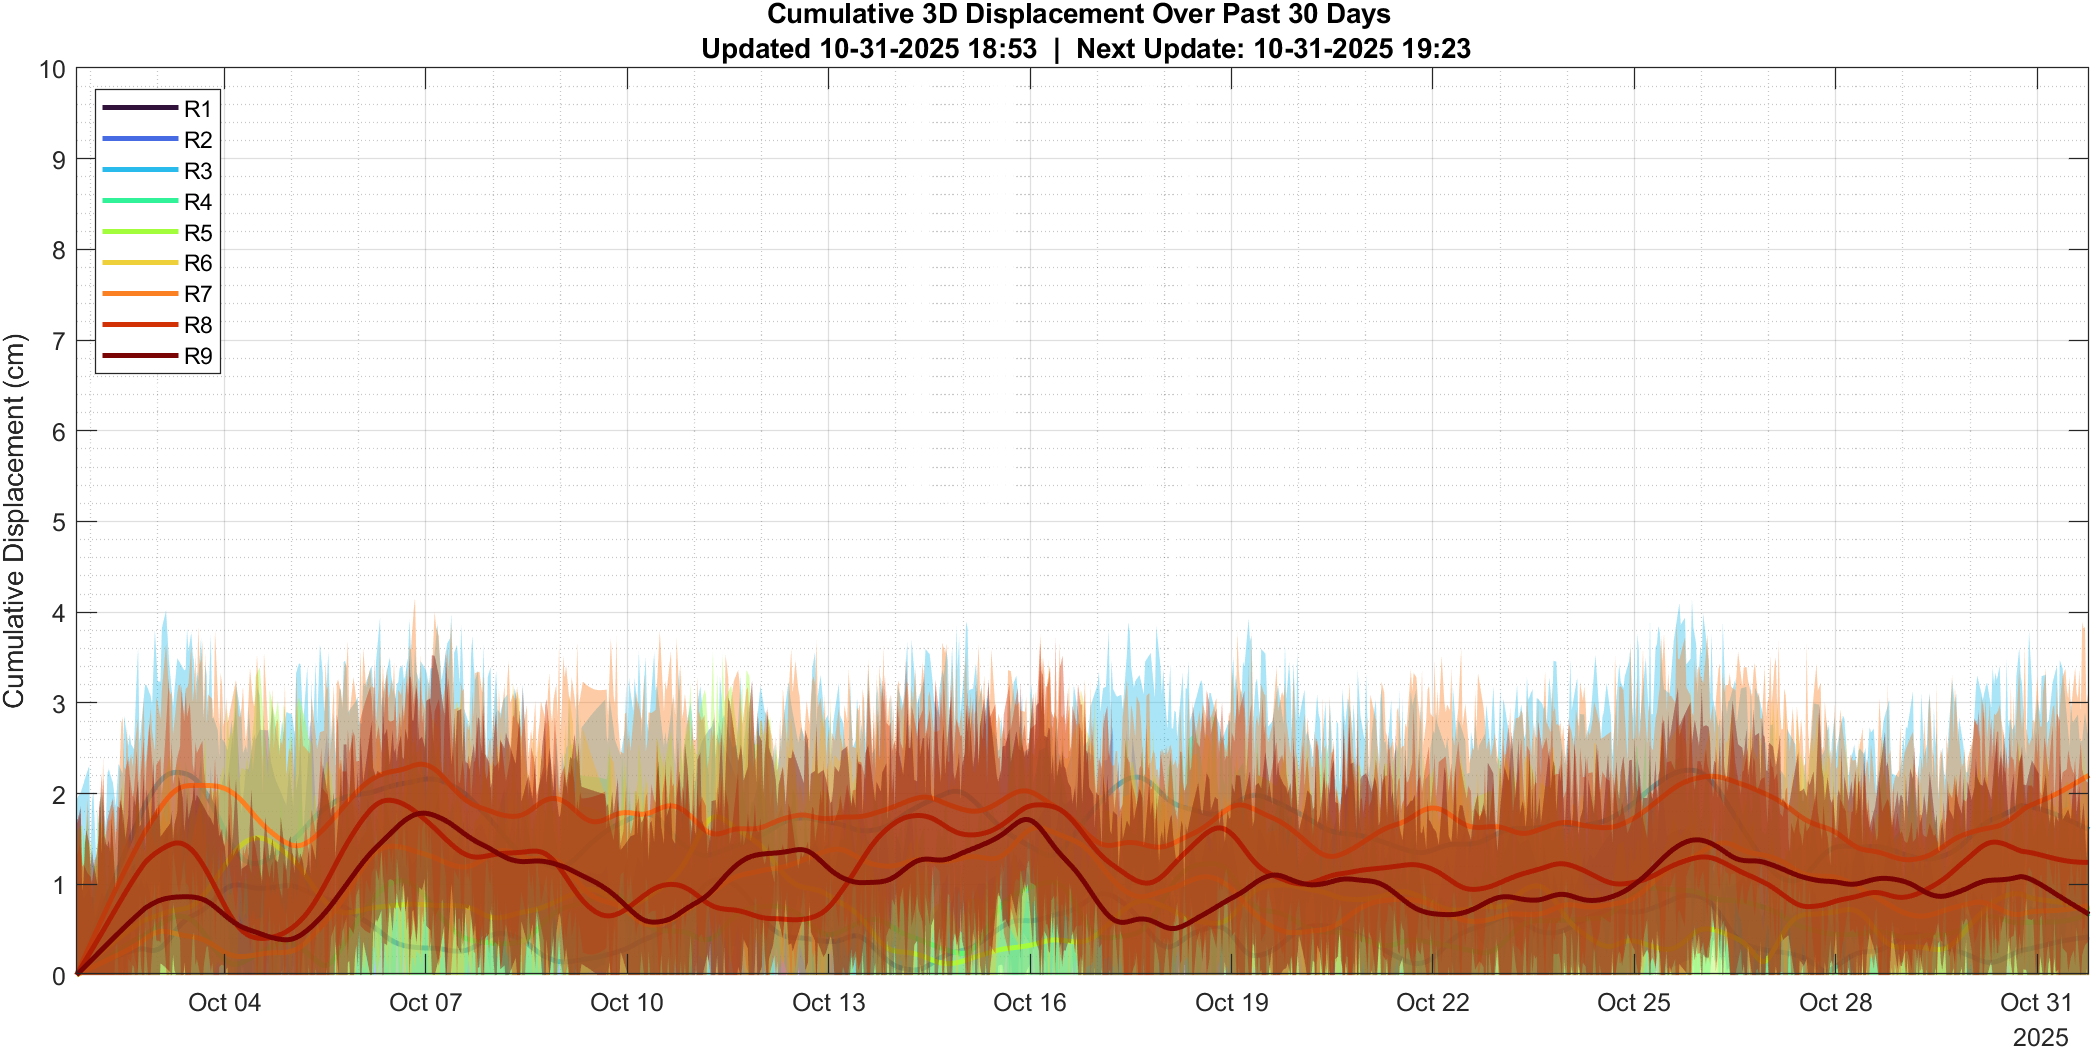 Cumulative 3D Displacement Over Past 30 Days
Updated 10-31-2025 18:53 | Next Update: 10-31-2025 19:23
Cumulative Displacement (cm)
10
9
8
7
6
5
4
3
2
1
0
R1
R2
R3
R4
R5
R6
R7
R8
R9
Oct 04 Oct 07 Oct 10 Oct 13 Oct 16 Oct 19 Oct 22 Oct 25 Oct 28 Oct 31
2025